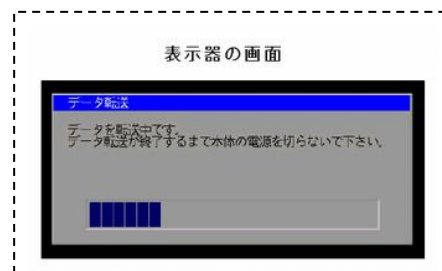 表示器の画面
データ転送
データを転送中です。
データ転送が終了するまで本体の電源を切らないで下さい。